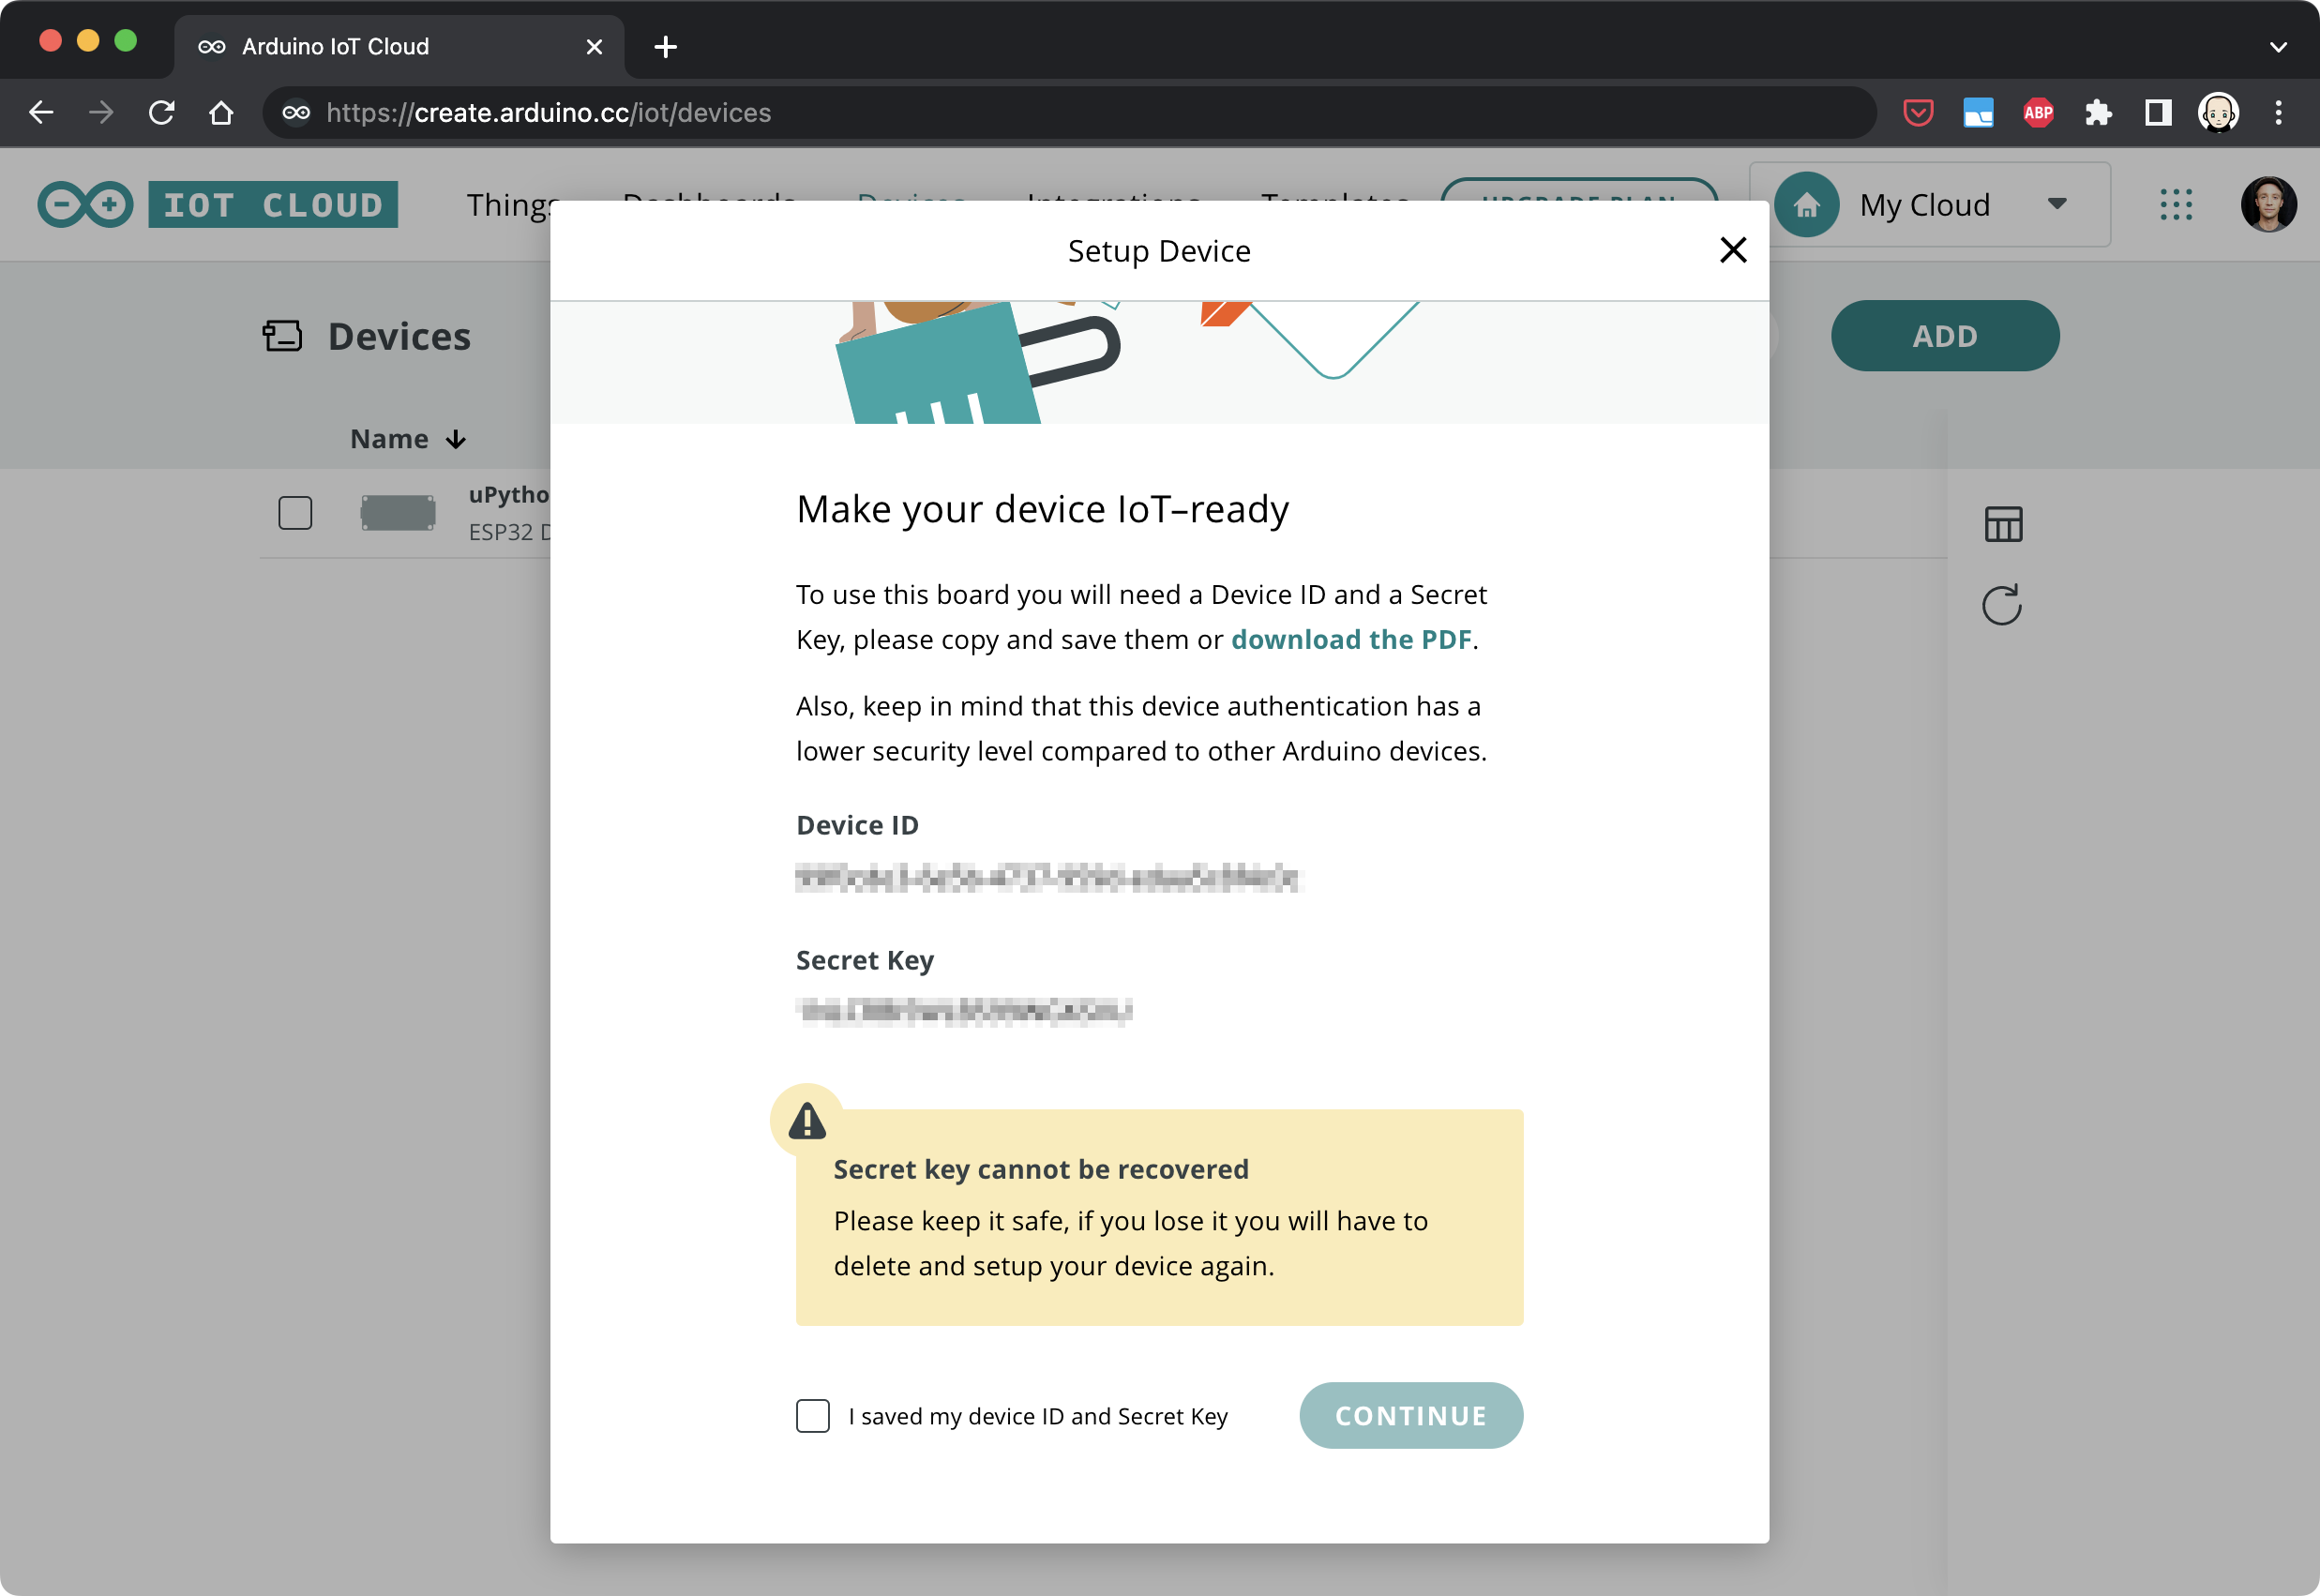 Arduino IoT Cloud
https://create.arduino.cc/iot/devices
ABP
IOT CLOUD
Things Dashboards Devices Integrations Templates UPGRADE PLAN My Cloud
Setup Device
Devices
ADD
Name
uPytho
ESP32 D
Make your device IoT–ready
To use this board you will need a Device ID and a Secret
Key, please copy and save them or download the PDF.
Also, keep in mind that this device authentication has a
lower security level compared to other Arduino devices.
Device ID
Secret Key
Secret key cannot be recovered
Please keep it safe, if you lose it you will have to
delete and setup your device again.
I saved my device ID and Secret Key
CONTINUE